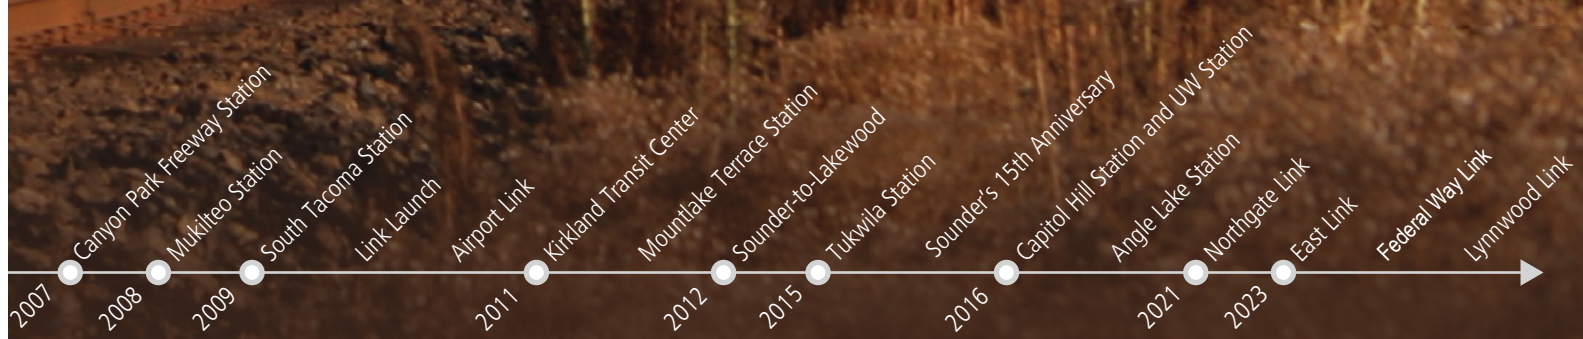 Canyon Park Freeway Station
Mukilteo Station
South Tacoma Station
Link Launch
Airport Link
Kirkland Transit Center
Mountlake Terrace Station
Sounder-to-Lakewood
Tukwila Station
Sounder's 15th Anniversary
Capitol Hill Station and UW Station
Angle Lake Station
Northgate Link
East Link
Federal Way Link
Lynnwood Link
2007
2008
2009
2011
2012
2015
2016
2021
2023